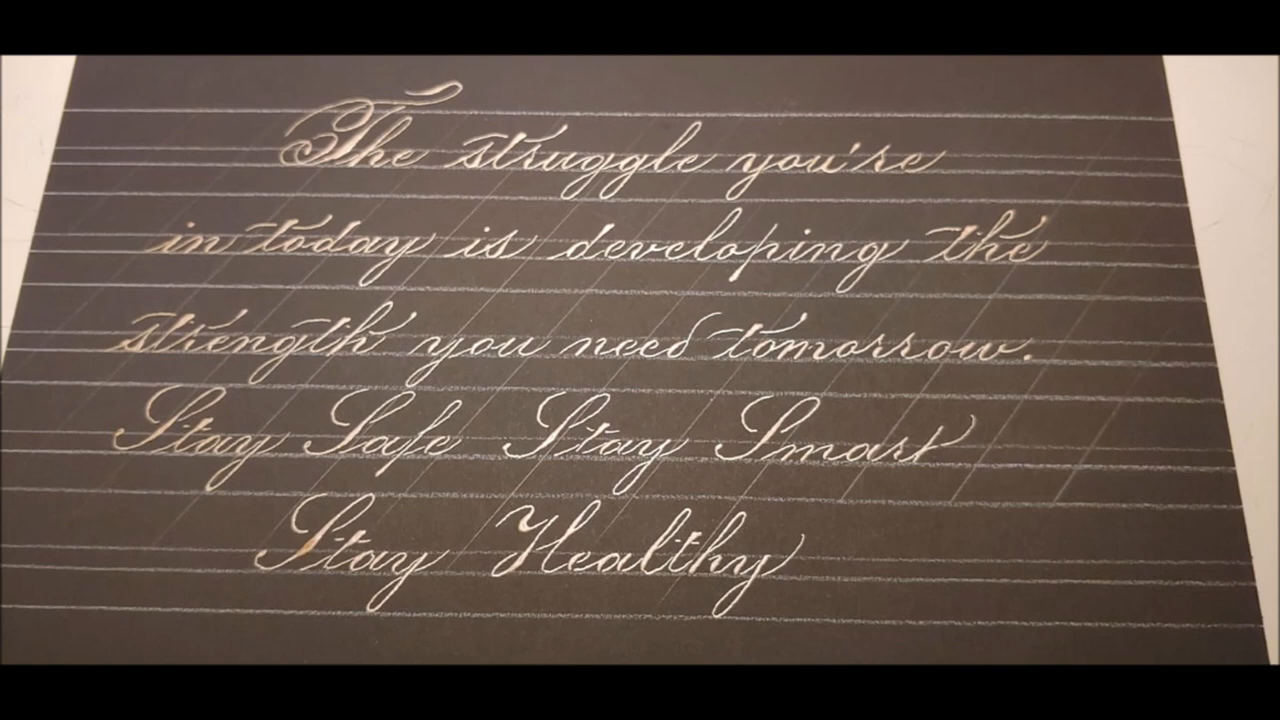 The struggle you're
in today is developing the
strength you need tomorrow.
Stay Safe Stay Smart
Stay Healthy